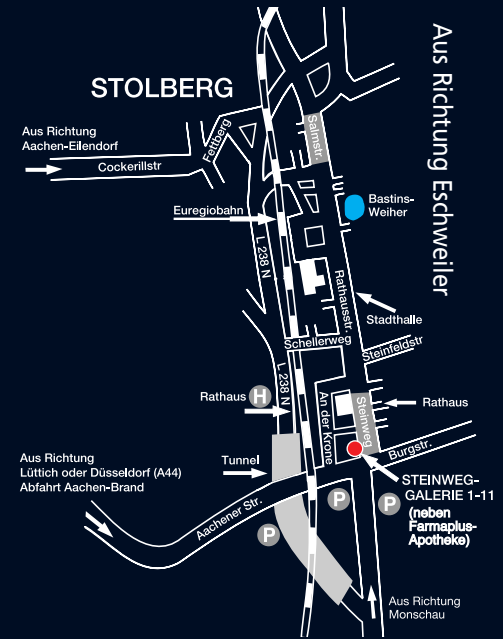 STOLBERG
Aus Richtung Eschweiler
Aus Richtung
Aachen-Eilendorf
Cockerillstr
Fettberg
Salmstr.
Euregiobahn
Bastins-
Weiher
L 238 N
Rathausstr.
Stadthalle
Schellerweg
Steinfeldstr
L 238 N
Rathaus H
An der Krone
Steinweg
Rathaus
Burgstr.
Aus Richtung
Lüttich oder Düsseldorf (A44)
Abfahrt Aachen-Brand
Tunnel
STEINWEG-
GALERIE 1-11
(neben
Farmaplus-
Apotheke)
Aachener Str.
P
P
P
Aus Richtung
Monschau